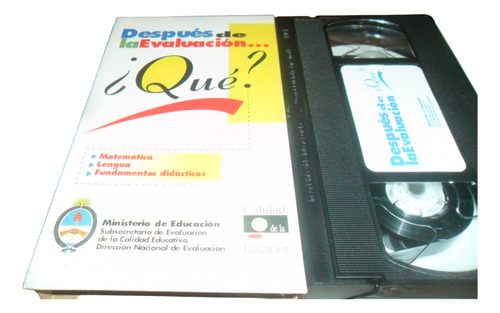 Después de
la Evaluación...
¿Qué?
Matemática
Lengua
Fundamentos didácticos
Ministerio de Educación
Subsecretaría de Evaluación
de la Calidad Educativa
Dirección Nacional de Evaluación
Calidad
de la
Educación
Después de
la Evaluación
¿Qué?